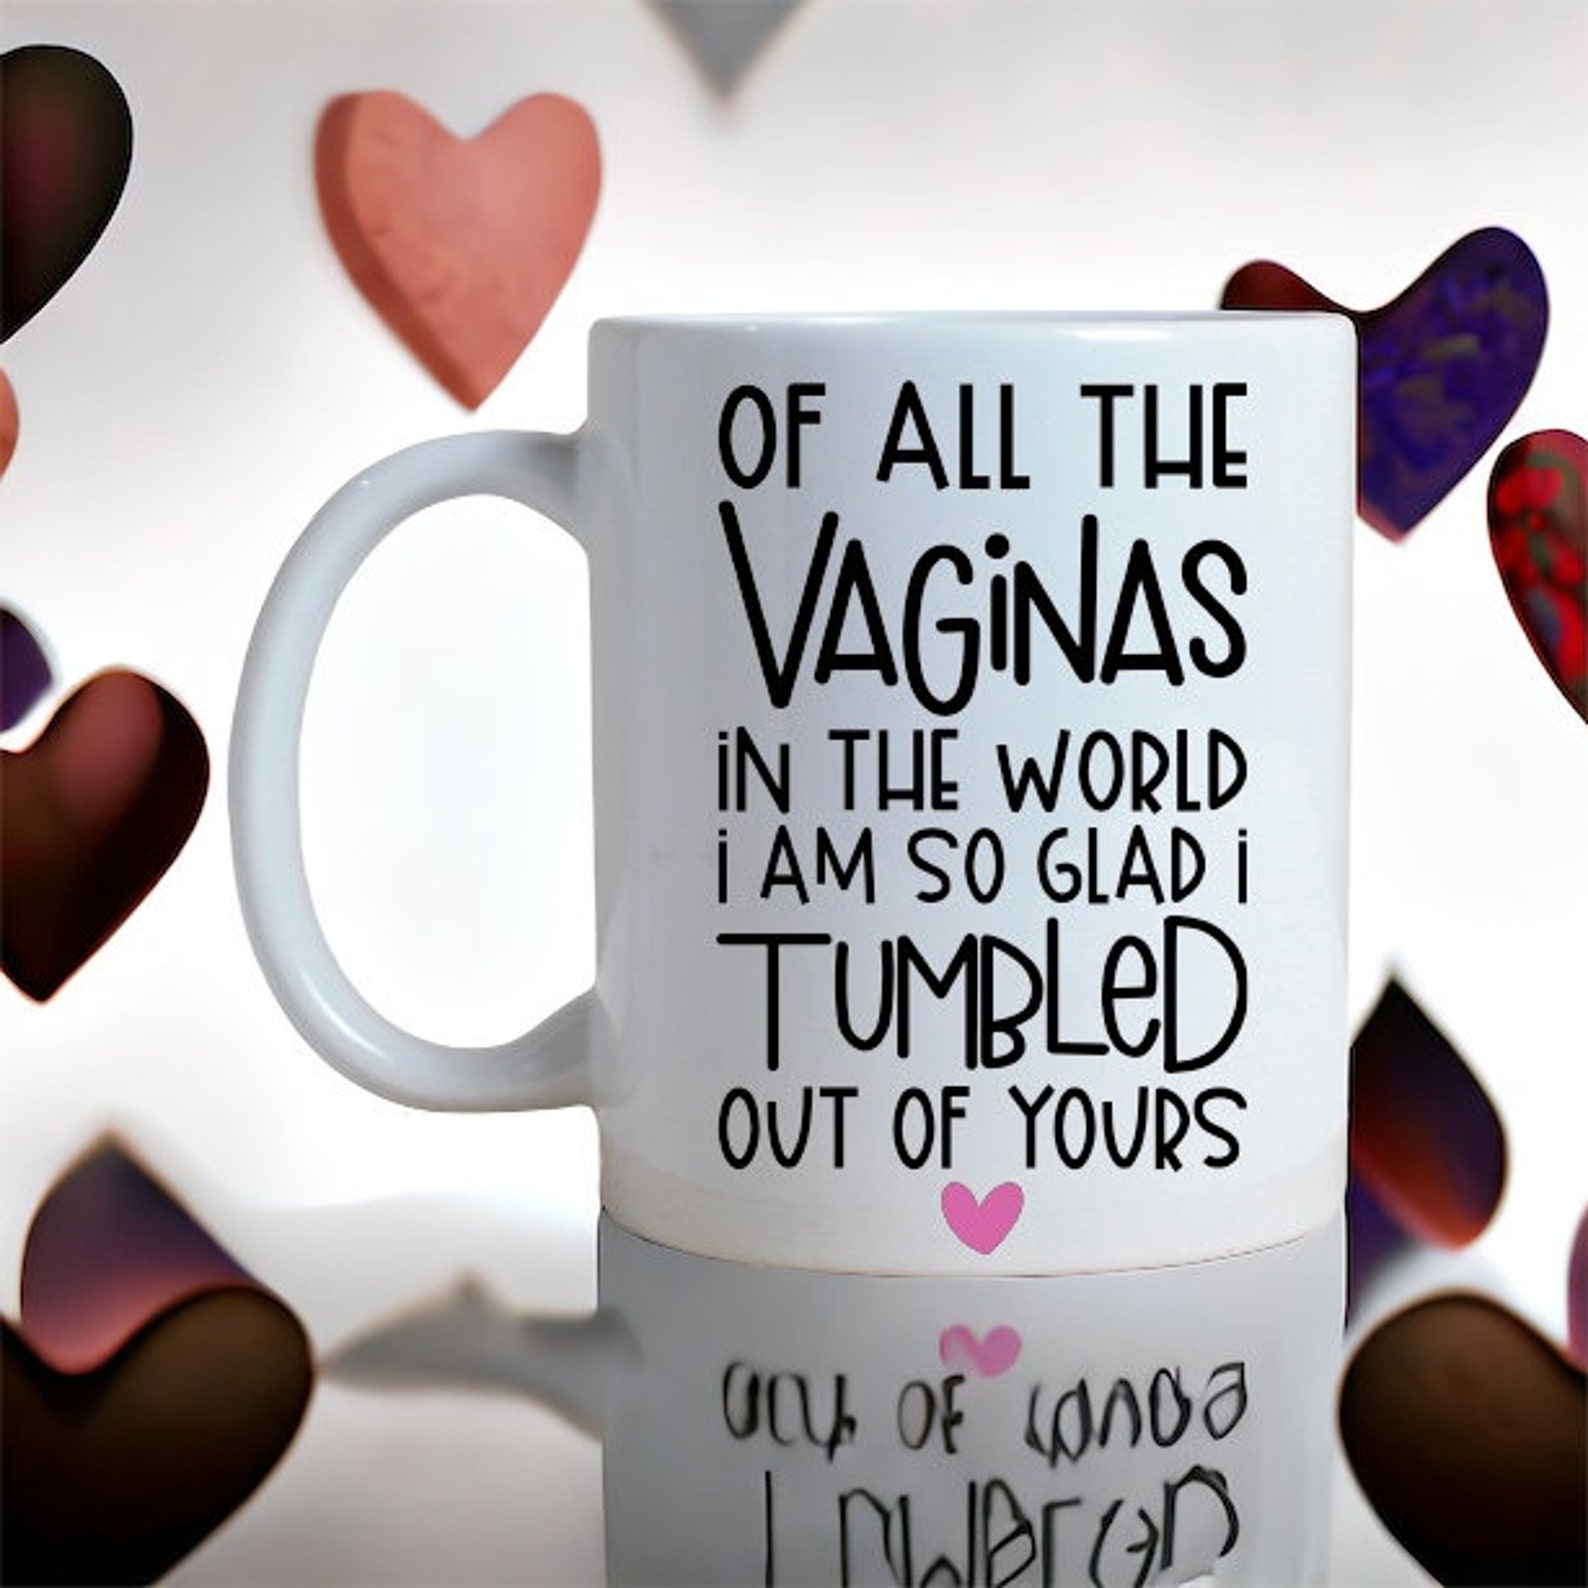 OF ALL THE
VAGiNAS
iN THE WORLD
i AM SO GLAD i
TUMBLeD
OUT OF YOURS